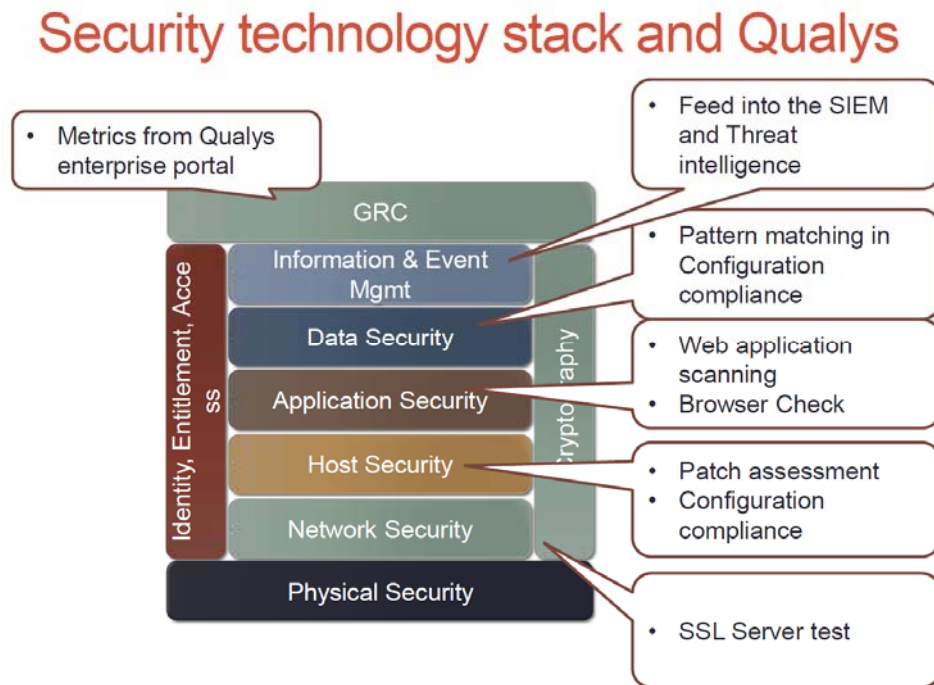 Security technology stack and Qualys
• Metrics from Qualys
enterprise portal
• Feed into the SIEM
and Threat
intelligence
GRC
Information & Event
Mgmt
• Pattern matching in
Configuration
compliance
Data Security
• Web application
scanning
• Browser Check
Application Security
Host Security
• Patch assessment
• Configuration
compliance
Network Security
Identity, Entitlement, Acce
ss
Physical Security
• SSL Server test